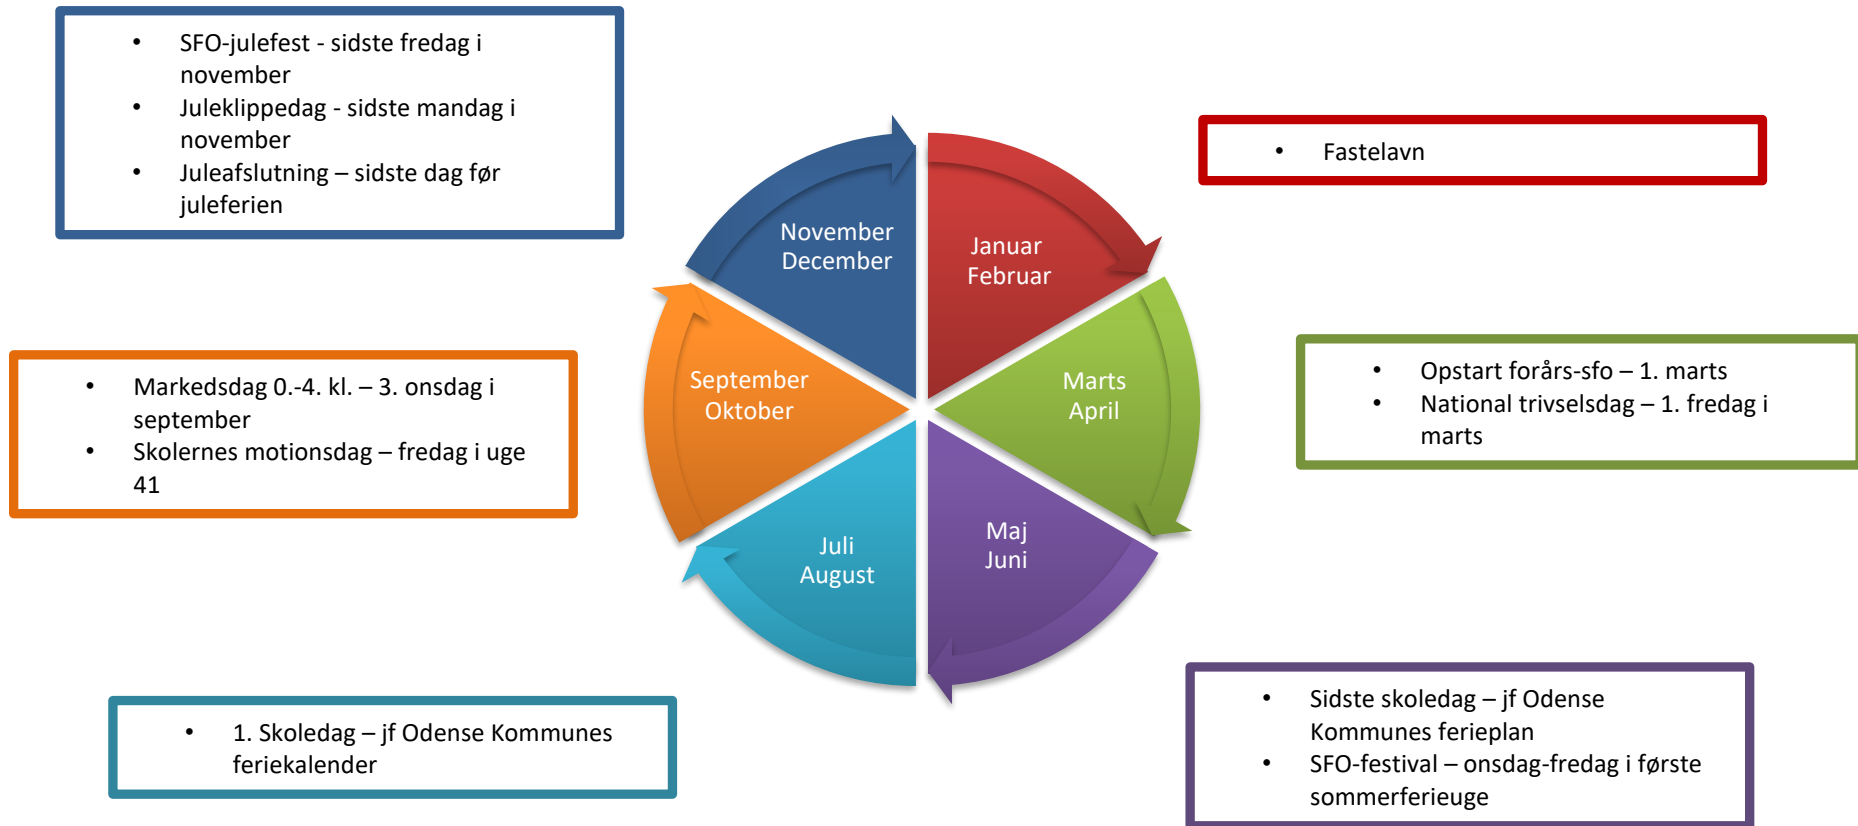 • SFO-julefest - sidste fredag i
november
• Juleklippedag - sidste mandag i
november
• Juleafslutning – sidste dag før
juleferien
• Fastelavn
November
December
Januar
Februar
• Markedsdag 0.-4. kl. – 3. onsdag i
september
• Skolernes motionsdag – fredag i uge
41
September
Oktober
Marts
April
• Opstart forårs-sfo – 1. marts
• National trivselsdag – 1. fredag i
marts
Juli
August
Maj
Juni
• 1. Skoledag – jf Odense Kommunes
feriekalender
• Sidste skoledag – jf Odense
Kommunes ferieplan
• SFO-festival – onsdag-fredag i første
sommerferieuge